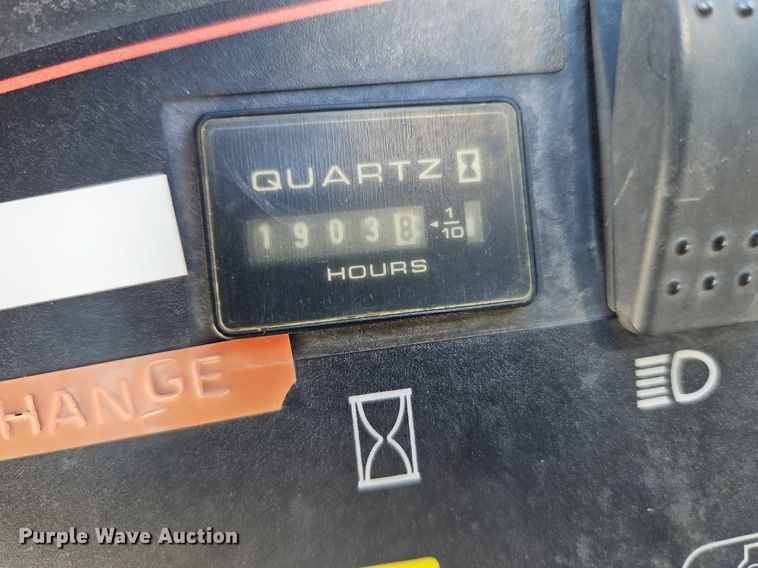 QUARTZ
19038 1/10
HOURS
HANGE
Purple Wave Auction